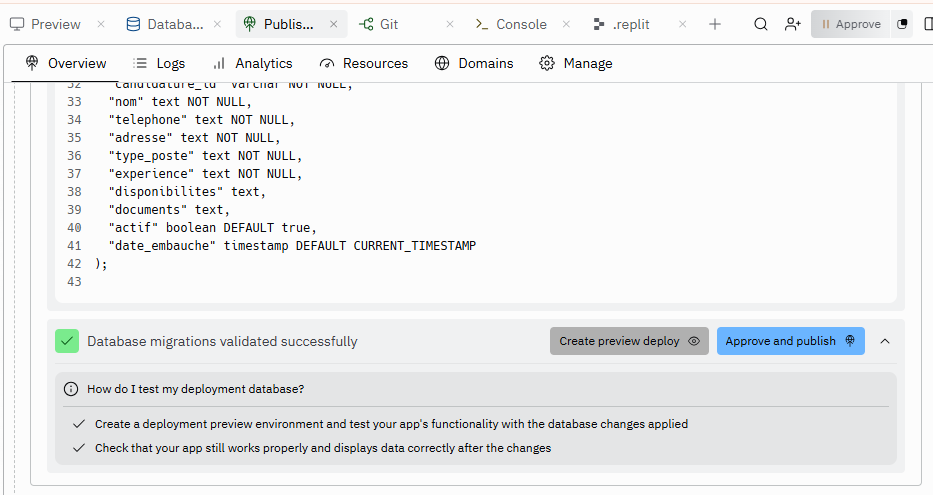 Preview
Databa...
Publis...
Git
Console
.replit
Approve
Overview
Logs
Analytics
Resources
Domains
Manage
32 "candidature_id" varchar NOT NULL,
33 "nom" text NOT NULL,
34 "telephone" text NOT NULL,
35 "adresse" text NOT NULL,
36 "type_poste" text NOT NULL,
37 "experience" text NOT NULL,
38 "disponibilites" text,
39 "documents" text,
40 "actif" boolean DEFAULT true,
41 "date_embauche" timestamp DEFAULT CURRENT_TIMESTAMP
42 );
43
Database migrations validated successfully
Create preview deploy
Approve and publish
How do I test my deployment database?
Create a deployment preview environment and test your app's functionality with the database changes applied
Check that your app still works properly and displays data correctly after the changes